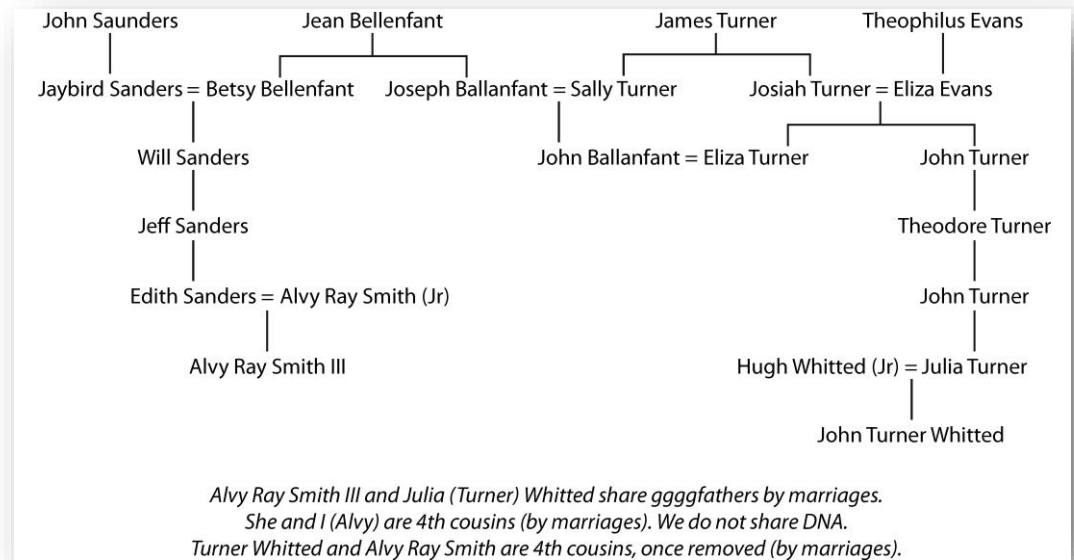 John Saunders Jean Bellenfant James Turner Theophilus Evans
Jaybird Sanders = Betsy Bellenfant Joseph Ballanfant = Sally Turner Josiah Turner = Eliza Evans
Will Sanders John Ballanfant = Eliza Turner John Turner
Jeff Sanders Theodore Turner
Edith Sanders = Alvy Ray Smith (Jr) John Turner
Alvy Ray Smith III Hugh Whitted (Jr) = Julia Turner
John Turner Whitted
Alvy Ray Smith III and Julia (Turner) Whitted share ggggfathers by marriages.
She and I (Alvy) are 4th cousins (by marriages). We do not share DNA.
Turner Whitted and Alvy Ray Smith are 4th cousins, once removed (by marriages).